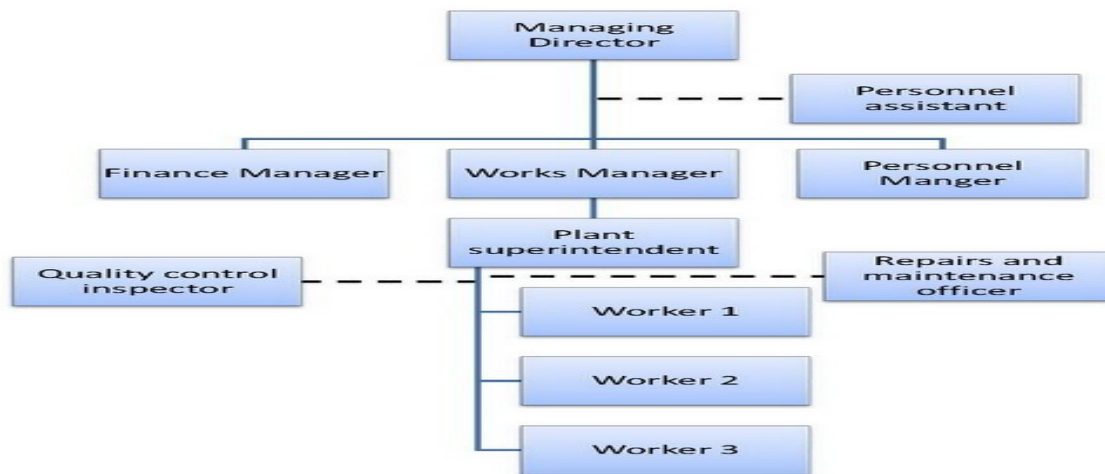 Managing
Director
Personnel
assistant
Finance Manager
Works Manager
Personnel
Manger
Plant
superintendent
Quality control
inspector
Repairs and
maintenance
officer
Worker 1
Worker 2
Worker 3